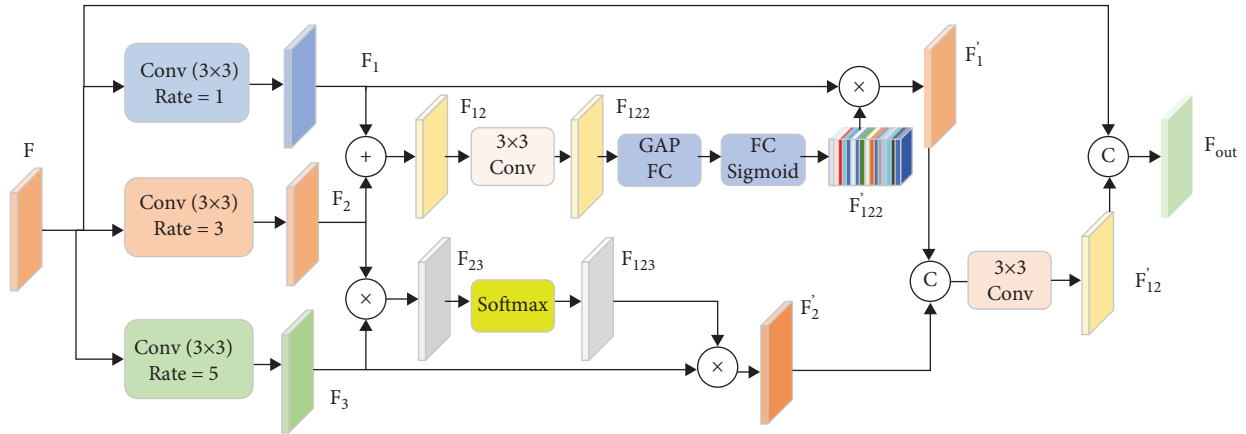 F
Conv (3×3)
Rate = 1
Conv (3×3)
Rate = 3
Conv (3×3)
Rate = 5
F1
F2
F3
+
×
F12
3×3
Conv
F122
GAP
FC
FC
Sigmoid
F'122
×
F'1
F23
Softmax
F123
×
F'2
C
3×3
Conv
F'12
C
Fout